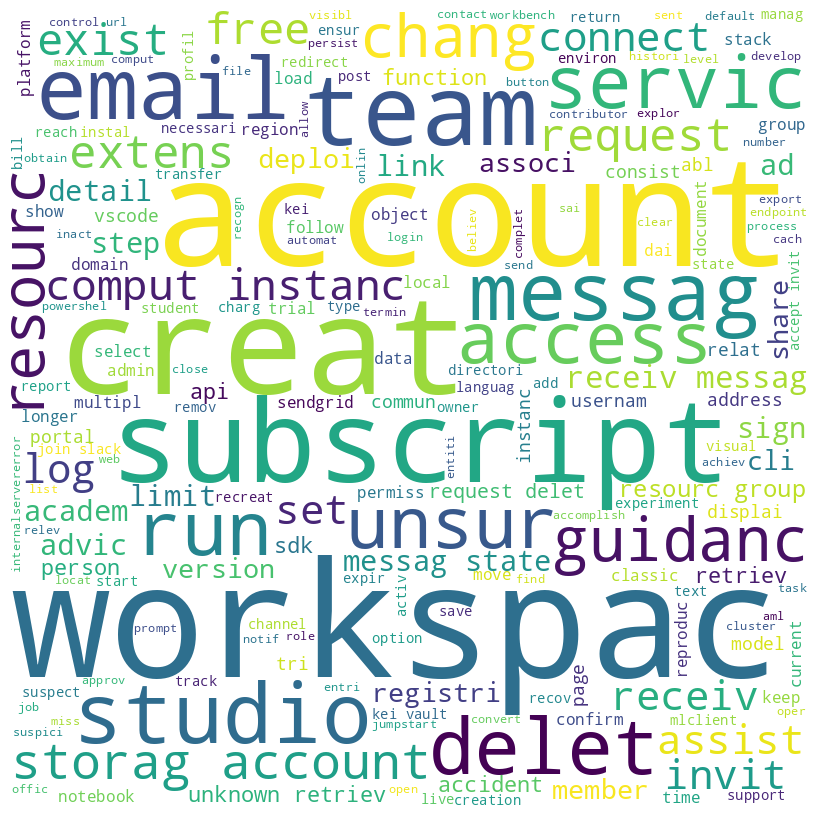 control url
visibl
contact workbench
return
default
manag
sent
exist
free
chang
connect
ensur
persist
profil
redirect
stack
platform
maximum
comput
file
load
post
function
environ
histori
level
develop
email
team
servic
button
allow
contributor
explor
reach
instal
necessari
region
request
group
number
bill
obtain
extens
transfer
deploi
link
onlin
associ
consist
abl
ad
export
endpoint
process
detail
account
show
vscode
kei
follow
object
recogn
automat
login
believ
sai
complet
clear
document
dai
state
cach
inact
step
domain
comput instanc
local
send
messag
accept invit
resourc
powershel
student
charg
trial
type
termin
creat
access
share
relat
select
admin
close
data
directori
receiv messag
report
multipl
remov
api
sendgrid
commun
owner
languag
add
instanc
usernam
address
longer
portal
join slack
web
subscript
entiti
achiev
visual
sign
log
list
internalservererror
limit
recreat
permiss
request delet
resourc group
cli
experiment
academ
relev
run
set
unsur
accomplish
displai
advic
sdk
guidanc
person
locat
start
version
messag state
expir
activ
move
find
classic
text
retriev
task
workspac
save
reproduc
prompt
channel
notif
role
option
model
cluster
aml
current
approv
tri
suspect
track
studio
registri
recov
page
entri
receiv
keep
job
miss
kei vault
jumpstart
convert
confirm
mlclient
oper
suspici
delet
assist
storag account
accident
invit
offic
notebook
unknown retriev
open
live
creation
member
time
support